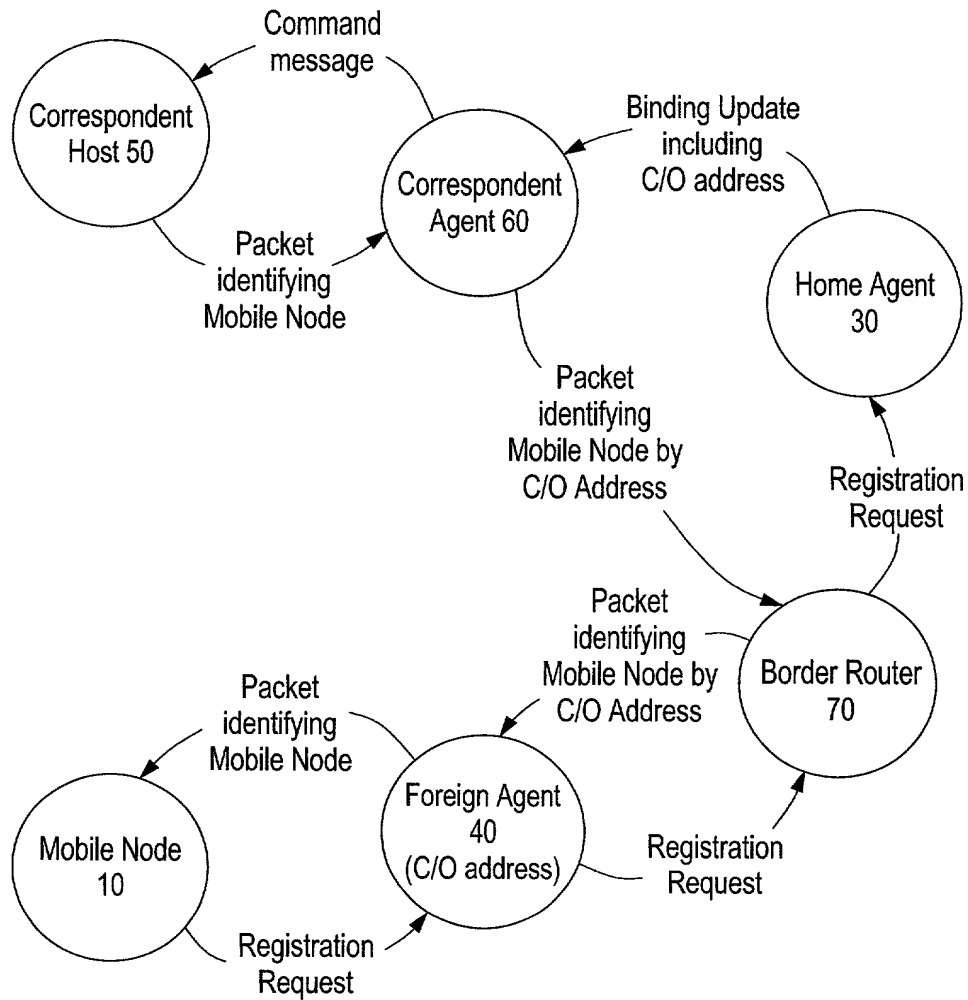 Command
message
Correspondent
Host 50
Binding Update
including
C/O address
Correspondent
Agent 60
Packet
identifying
Mobile Node
Home Agent
30
Packet
identifying
Mobile Node by
C/O Address
Registration
Request
Packet
identifying
Mobile Node by
C/O Address
Border Router
70
Packet
identifying
Mobile Node
Foreign Agent
40
(C/O address)
Mobile Node
10
Registration
Request
Registration
Request